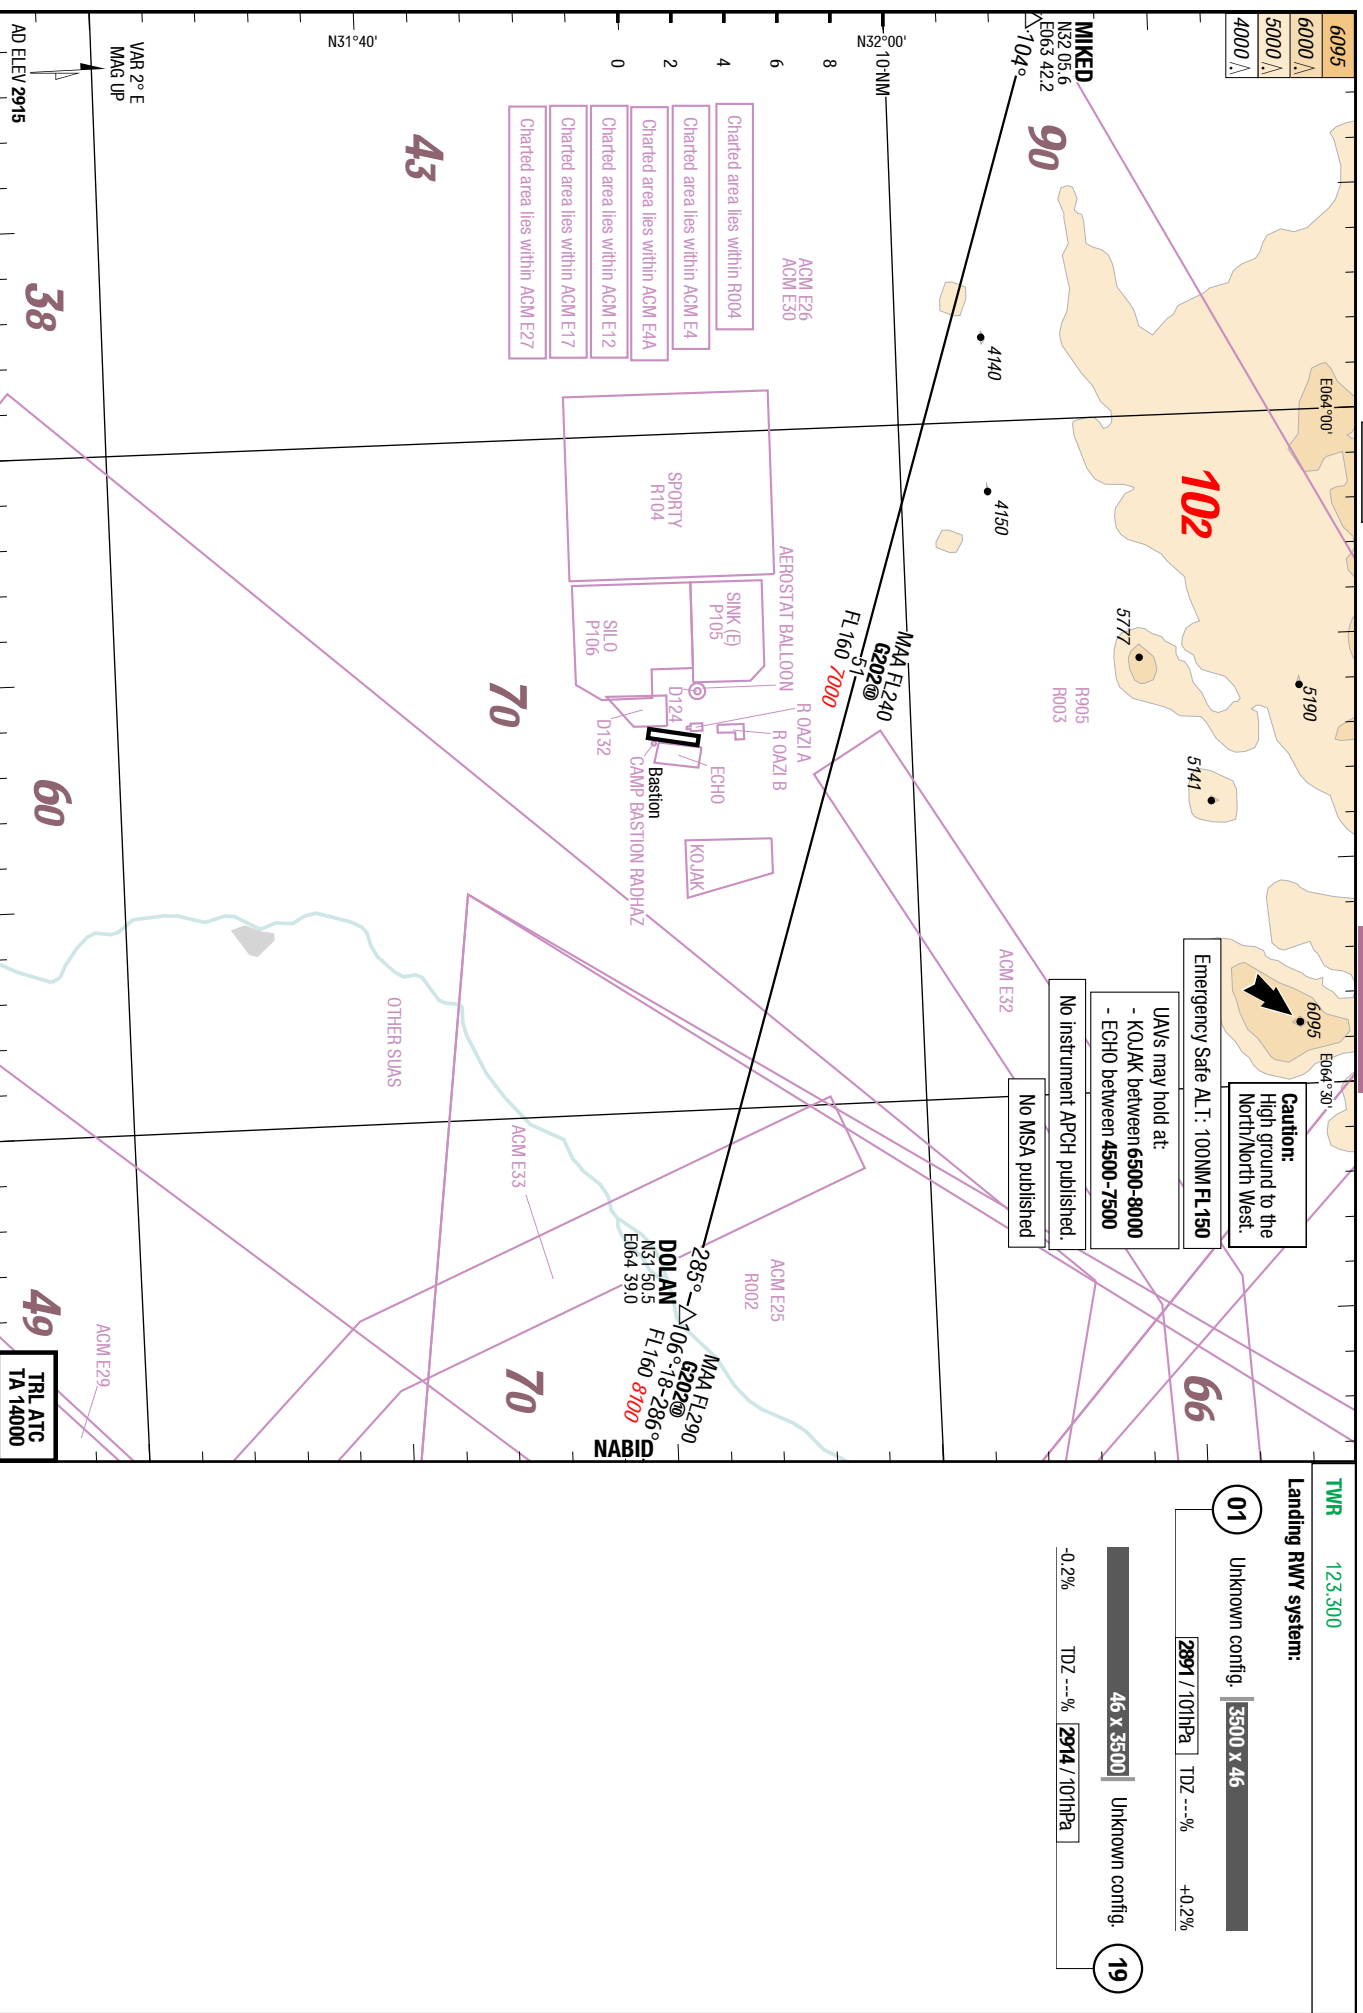 6095
6000
5000
4000
MIKED
N32 05.6
E063 42.2
104°
90
N32°00'
10 NM
8
6
4
2
0
N31°40'
VAR 2° E
MAG UP
AD ELEV 2915
43
38
ACM E26
ACM E30
Charted area lies within R004
Charted area lies within ACM E4
Charted area lies within ACM E4A
Charted area lies within ACM E12
Charted area lies within ACM E17
Charted area lies within ACM E27
4140
E064°00'
4150
102
SPORTY
R104
AEROSTAT BALLOON
SINK (E)
P105
SILO
P106
5777
5190
5141
R905
R003
MAA FL240
G202 10
51
FL160 7000
R QAZI A
R QAZI B
D124
D132
ECHO
Bastion
CAMP BASTION RADHAZ
KOJAK
70
60
6095
E064°30'
Caution:
High ground to the
North/North West.
Emergency Safe ALT: 100NM FL150
UAVs may hold at:
- KOJAK between 6500-8000
- ECHO between 4500-7500
No instrument APCH published.
No MSA published
ACM E32
OTHER SUAS
ACM E33
ACM E25
R002
285°
DOLAN
N31 50.5
E064 39.0
MAA FL290
G202 10
106°-18-286°
FL160 8100
NABID
66
70
49
ACM E29
TRL ATC
TA 14000
TWR 123.300
Landing RWY system:
01 Unknown config. 3500 x 46
2891 / 101hPa TDZ ---% +0.2%
46 x 3500 Unknown config. 19
-0.2% TDZ ---% 2914 / 101hPa